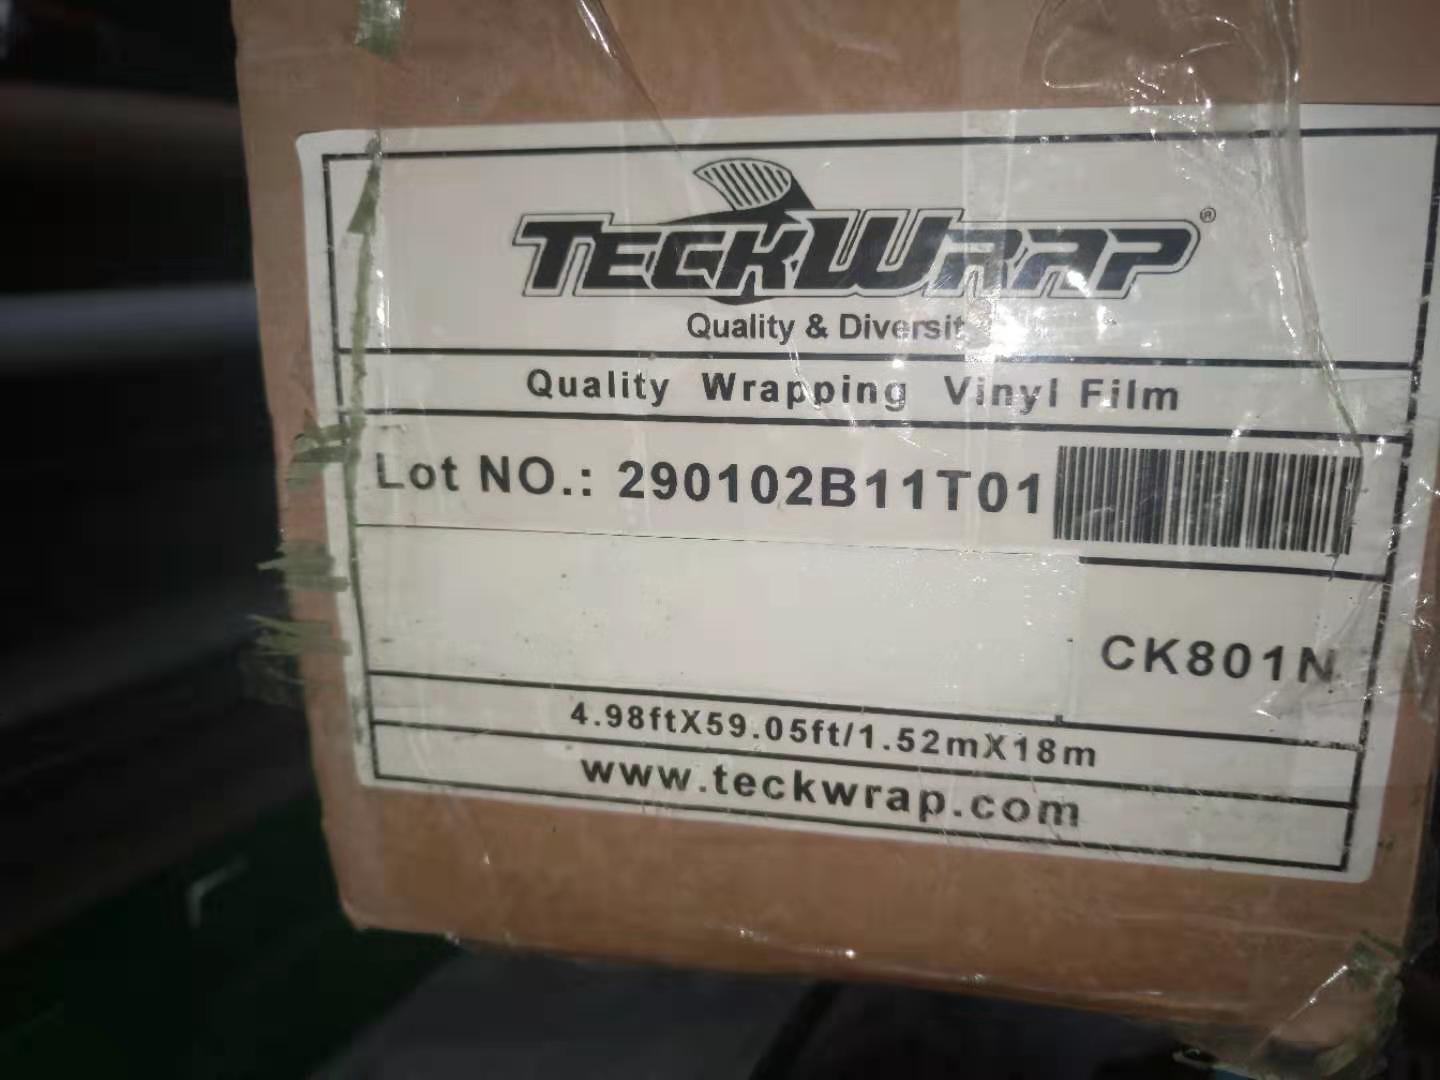 TECKWRAP®
Quality & Diversit
Quality Wrapping Vinyl Film
Lot NO.: 290102B11T01
CK801N
4.98ftX59.05ft/1.52mX18m
www.teckwrap.com